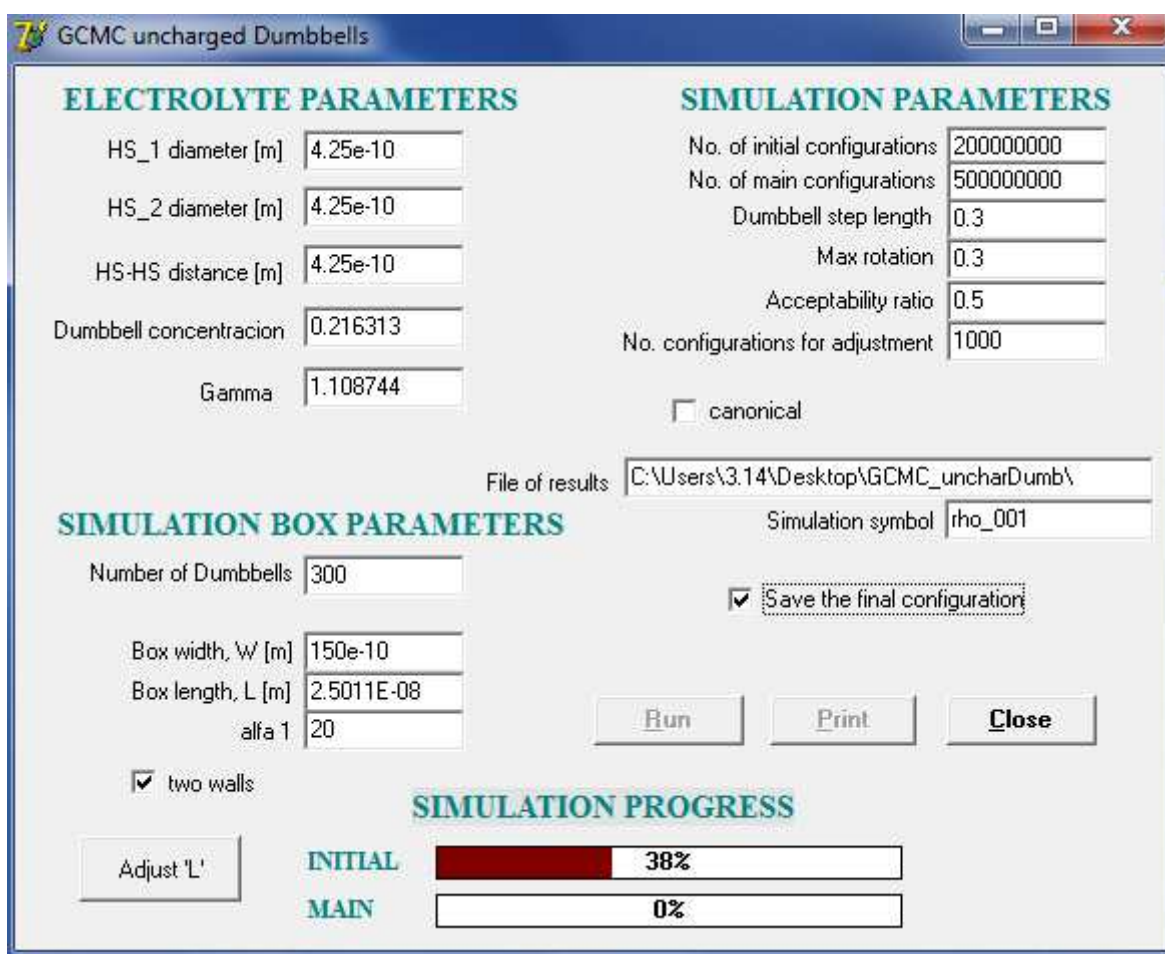 GCMC uncharged Dumbbells
ELECTROLYTE PARAMETERS
HS_1 diameter [m] 4.25e-10
HS_2 diameter [m] 4.25e-10
HS-HS distance [m] 4.25e-10
Dumbbell concentracion 0.216313
Gamma 1.108744
SIMULATION PARAMETERS
No. of initial configurations 200000000
No. of main configurations 500000000
Dumbbell step length 0.3
Max rotation 0.3
Acceptability ratio 0.5
No. configurations for adjustment 1000
canonical
File of results C:\Users\3.14\Desktop\GCMC_uncharDumb\
Simulation symbol rho_001
SIMULATION BOX PARAMETERS
Number of Dumbbells 300
Box width, W [m] 150e-10
Box length, L [m] 2.5011E-08
alfa 1 20
two walls
Save the final configuration
Run Print Close
Adjust 'L'
SIMULATION PROGRESS
INITIAL 38%
MAIN 0%